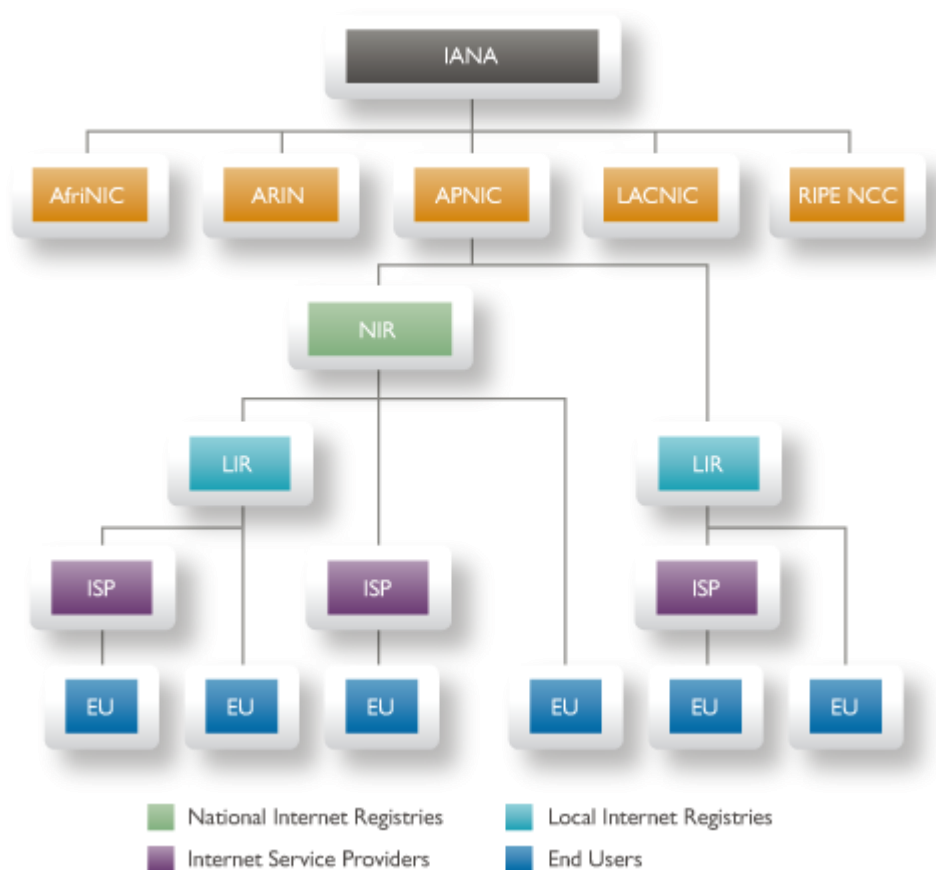 IANA
AfriNIC
ARIN
APNIC
LACNIC
RIPE NCC
NIR
LIR
LIR
ISP
ISP
ISP
EU
EU
EU
EU
EU
EU
National Internet Registries
Local Internet Registries
Internet Service Providers
End Users